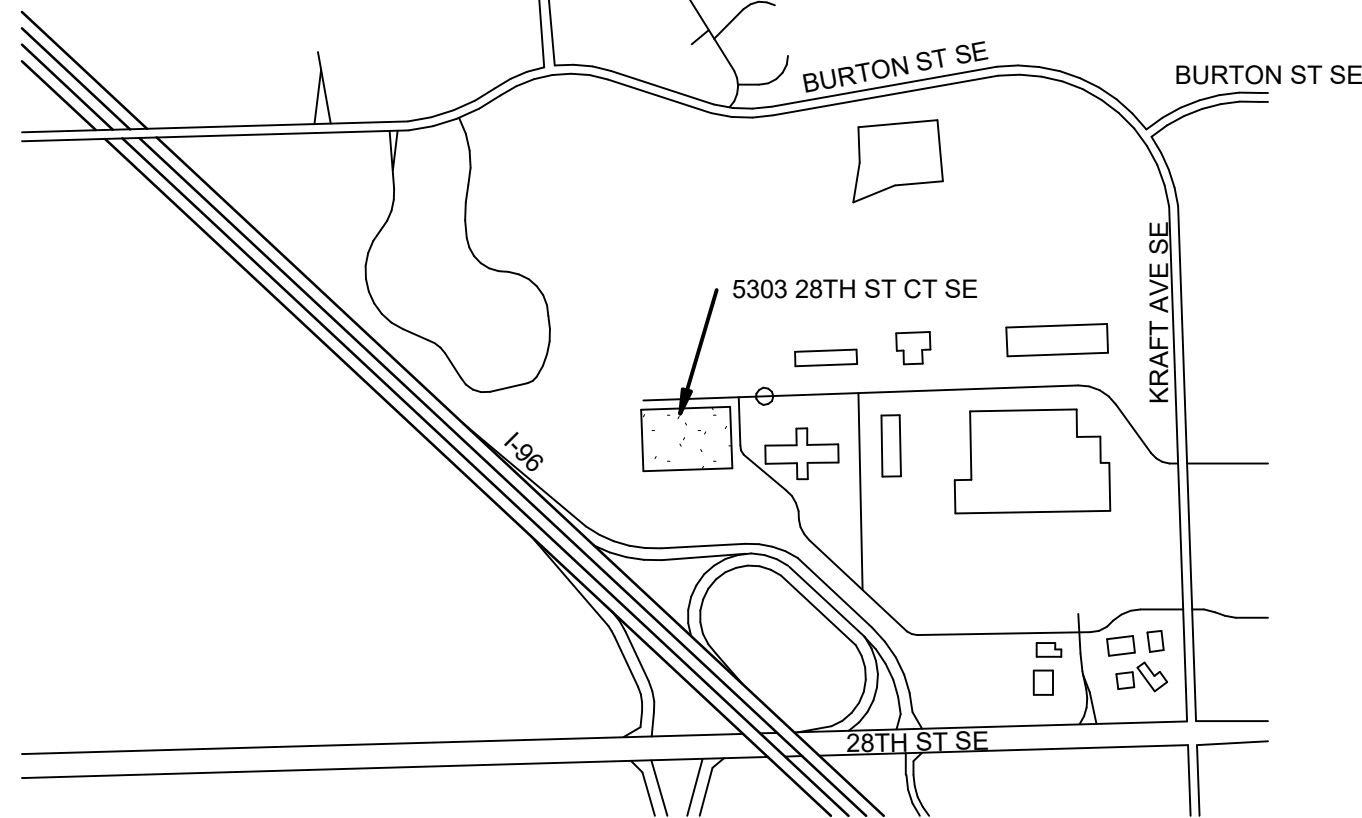 BURTON ST SE
BURTON ST SE
KRAFT AVE SE
5303 28TH ST CT SE
I-96
28TH ST SE